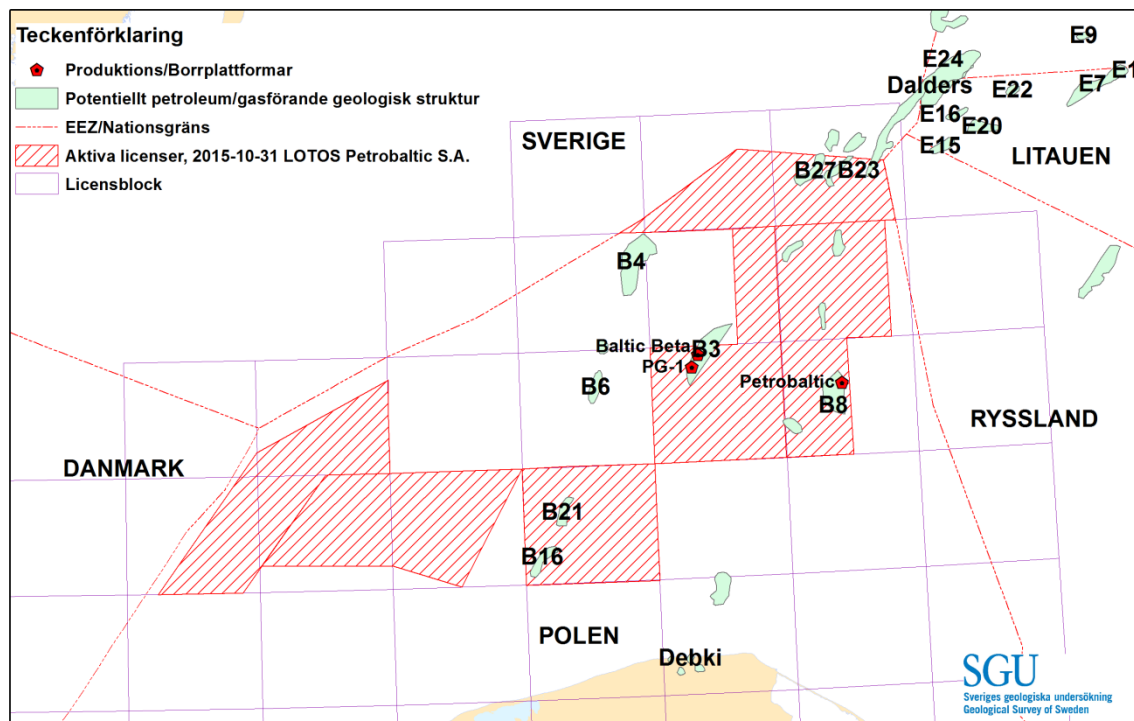 Teckenförklaring
Produktions/Borrplattformar
Potentiellt petroleum/gasförande geologisk struktur
EEZ/Nationsgräns
Aktiva licenser, 2015-10-31 LOTOS Petrobaltic S.A.
Licensblock
SVERIGE
E9
E24
E1
Dalders
E22
E7
E16
E20
E15
LITAUEN
B27
B23
B4
Baltic Beta
B3
PG-1
Petrobaltic
B6
B8
RYSSLAND
DANMARK
B21
B16
POLEN
Debki
SGU
Sveriges geologiska undersökning
Geological Survey of Sweden